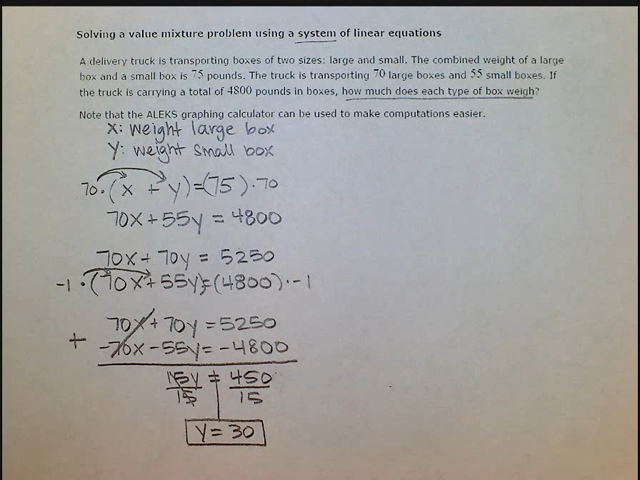 Solving a value mixture problem using a system of linear equations
A delivery truck is transporting boxes of two sizes: large and small. The combined weight of a large
box and a small box is 75 pounds. The truck is transporting 70 large boxes and 55 small boxes. If
the truck is carrying a total of 4800 pounds in boxes, how much does each type of box weigh?
Note that the ALEKS graphing calculator can be used to make computations easier.
X: weight large box
Y: weight small box
70·(x + y)=(75)·70
70x+55y = 4800
70x+70y = 5250
-1·(70x+55y)=(4800)·-1
70x+70y=5250
+ -70x-55y=-4800
15y = 450
15 15
y = 30